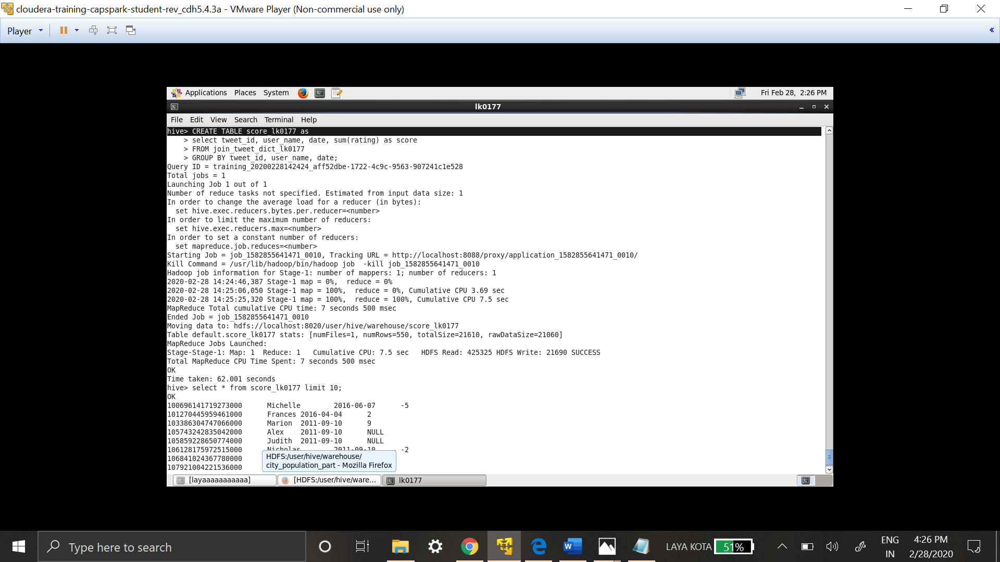 cloudera-training-capspark-student-rev_cdh5.4.3a - VMware Player (Non-commercial use only)
Player
Applications Places System Fri Feb 28, 2:26 PM
lk0177
File Edit View Search Terminal Help
hive> CREATE TABLE score_lk0177 as
    > select tweet_id, user_name, date, sum(rating) as score
    > FROM join_tweet_dict_lk0177
    > GROUP BY tweet_id, user_name, date;
Query ID = training_20200228142424_aff52dbe-1722-4c9c-9563-907241c1e528
Total jobs = 1
Launching Job 1 out of 1
Number of reduce tasks not specified. Estimated from input data size: 1
In order to change the average load for a reducer (in bytes):
  set hive.exec.reducers.bytes.per.reducer=<number>
In order to limit the maximum number of reducers:
  set hive.exec.reducers.max=<number>
In order to set a constant number of reducers:
  set mapreduce.job.reduces=<number>
Starting Job = job_1582855641471_0010, Tracking URL = http://localhost:8088/proxy/application_1582855641471_0010/
Kill Command = /usr/lib/hadoop/bin/hadoop job  -kill job_1582855641471_0010
Hadoop job information for Stage-1: number of mappers: 1; number of reducers: 1
2020-02-28 14:24:46,387 Stage-1 map = 0%,  reduce = 0%
2020-02-28 14:25:06,050 Stage-1 map = 100%,  reduce = 0%, Cumulative CPU 3.69 sec
2020-02-28 14:25:25,320 Stage-1 map = 100%,  reduce = 100%, Cumulative CPU 7.5 sec
MapReduce Total cumulative CPU time: 7 seconds 500 msec
Ended Job = job_1582855641471_0010
Moving data to: hdfs://localhost:8020/user/hive/warehouse/score_lk0177
Table default.score_lk0177 stats: [numFiles=1, numRows=550, totalSize=21610, rawDataSize=21060]
MapReduce Jobs Launched:
Stage-Stage-1: Map: 1  Reduce: 1   Cumulative CPU: 7.5 sec   HDFS Read: 425325 HDFS Write: 21690 SUCCESS
Total MapReduce CPU Time Spent: 7 seconds 500 msec
OK
Time taken: 62.001 seconds
hive> select * from score_lk0177 limit 10;
OK
100696141719273000      Michelle        2016-06-07      -5
101270445959461000      Frances 2016-04-04      2
103386304747066000      Marion  2011-09-10      9
105743242835042000      Alex    2011-09-10      NULL
105859228650774000      Judith  2011-09-10      NULL
106128175972515000      Nicholas        2011-09-10      -2
106841024367780000
107921004221536000
HDFS:/user/hive/warehouse/
city_population_part - Mozilla Firefox
[layaaaaaaaaaaa] [HDFS:/user/hive/ware... lk0177
Type here to search
LAYA KOTA 51%
ENG
IN
4:26 PM
2/28/2020